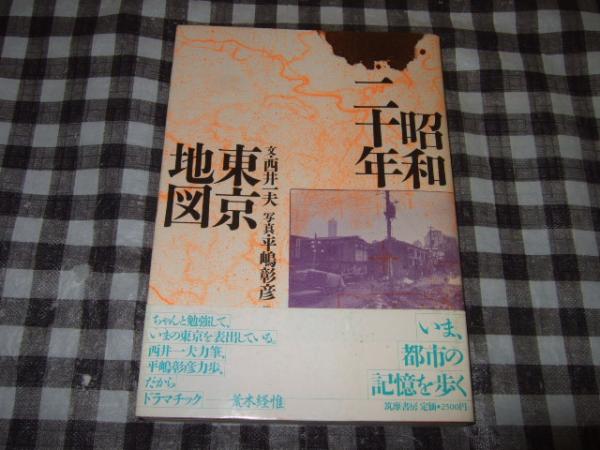 昭和
二十年
東京
地図
文・西井一夫 写真・平嶋彰彦
いま、
都市の
記憶を歩く
筑摩書房 定価●2500円
ちゃんと勉強して、
いまの東京を表出している。
西井一夫力筆、
平嶋彰彦力歩。
だから
ドラマチック 荒木経惟